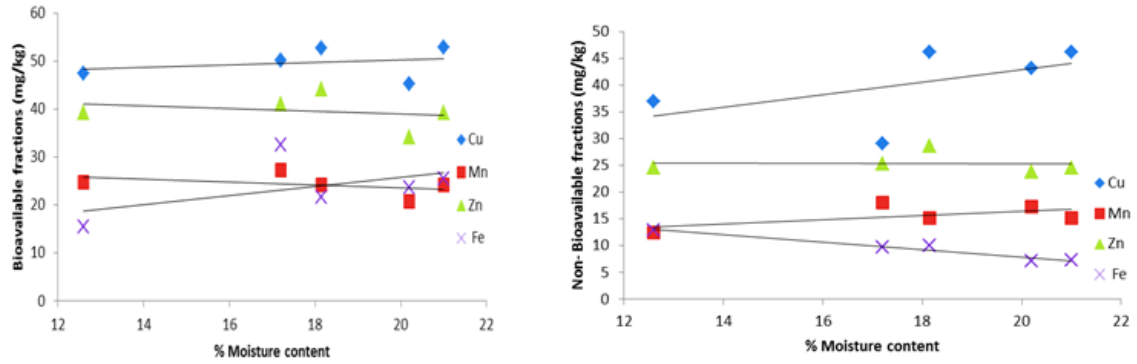 60
50
40
30
20
10
0
12 14 16 18 20 22
Bioavailable fractions (mg/kg)
% Moisture content
Cu
Mn
Zn
Fe
50
45
40
35
30
25
20
15
10
5
0
12 14 16 18 20 22
Non- Bioavailable fractions (mg/kg)
% Moisture content
Cu
Mn
Zn
Fe